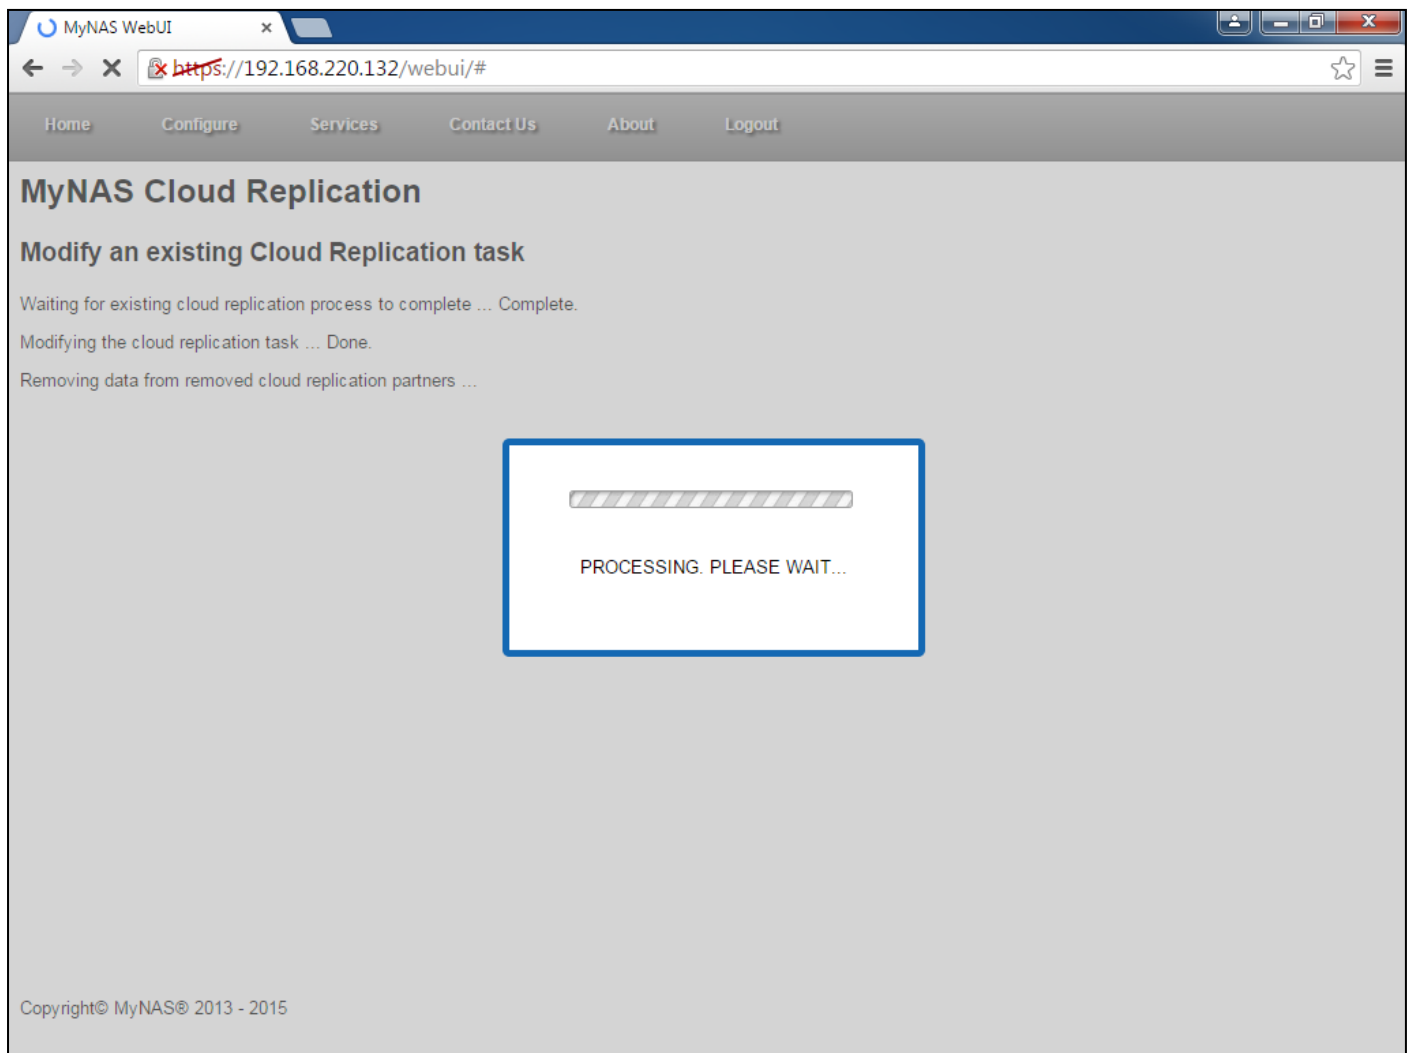 MyNAS WebUI
https://192.168.220.132/webui/#
Home Configure Services Contact Us About Logout
MyNAS Cloud Replication
Modify an existing Cloud Replication task
Waiting for existing cloud replication process to complete ... Complete.
Modifying the cloud replication task ... Done.
Removing data from removed cloud replication partners ...
PROCESSING. PLEASE WAIT...
Copyright© MyNAS® 2013 - 2015